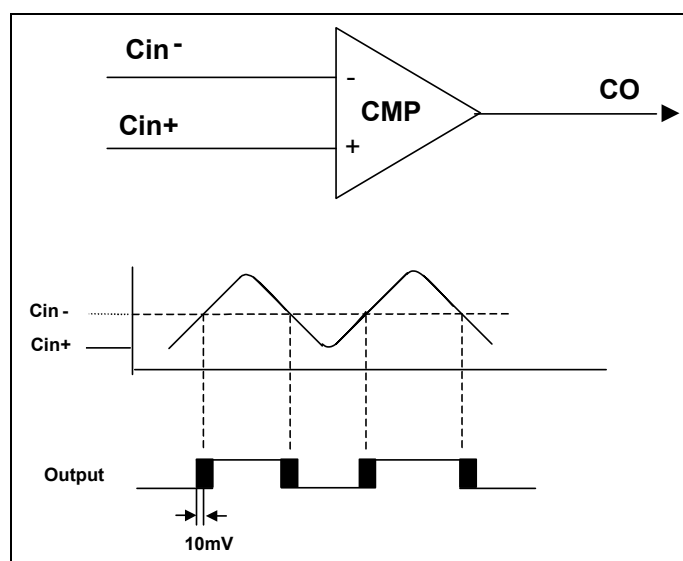 Cin -
CO
-
CMP
Cin+
+
Cin -
Cin+
Output
10mV